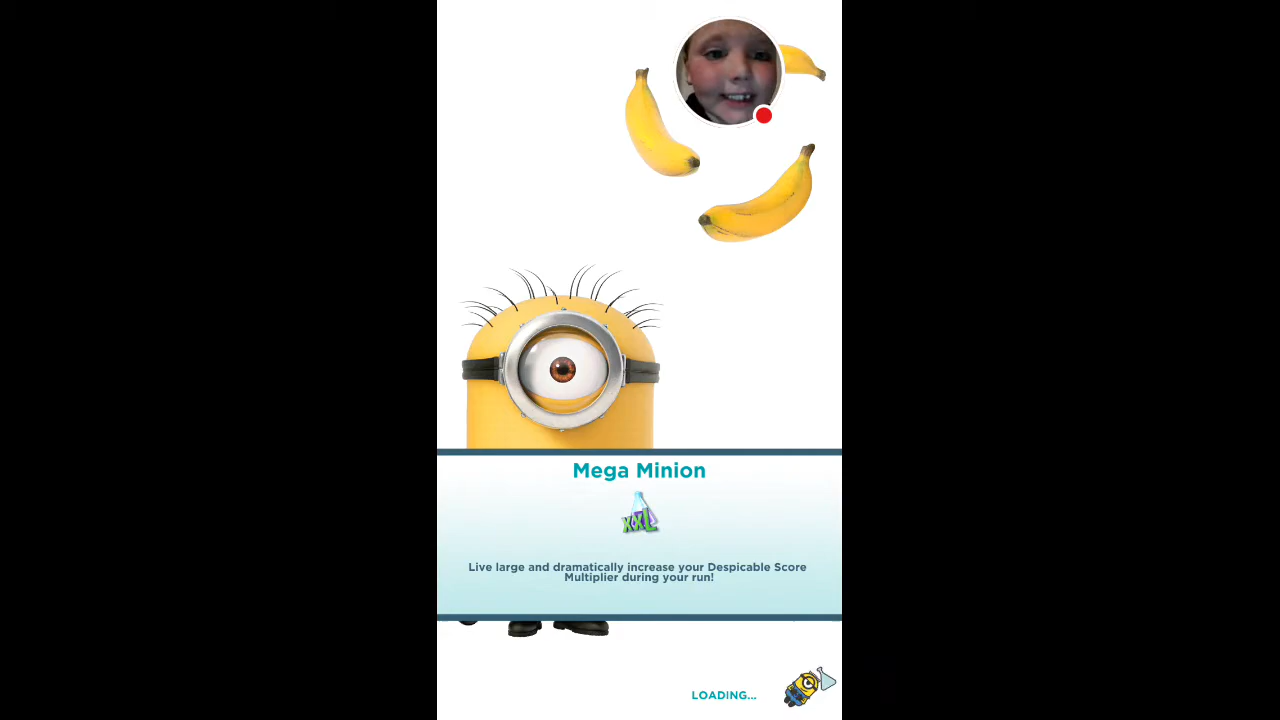 Mega Minion
XXL
Live large and dramatically increase your Despicable Score
Multiplier during your run!
LOADING...